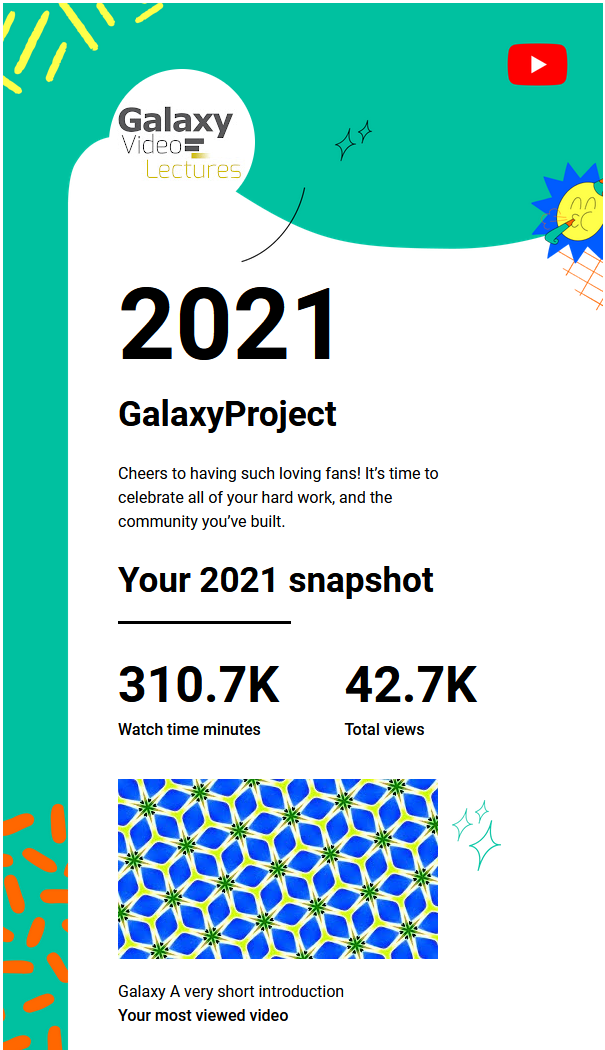 Galaxy
Video
Lectures
2021
GalaxyProject
Cheers to having such loving fans! It’s time to
celebrate all of your hard work, and the
community you’ve built.
Your 2021 snapshot
310.7K 42.7K
Watch time minutes Total views
Galaxy A very short introduction
Your most viewed video